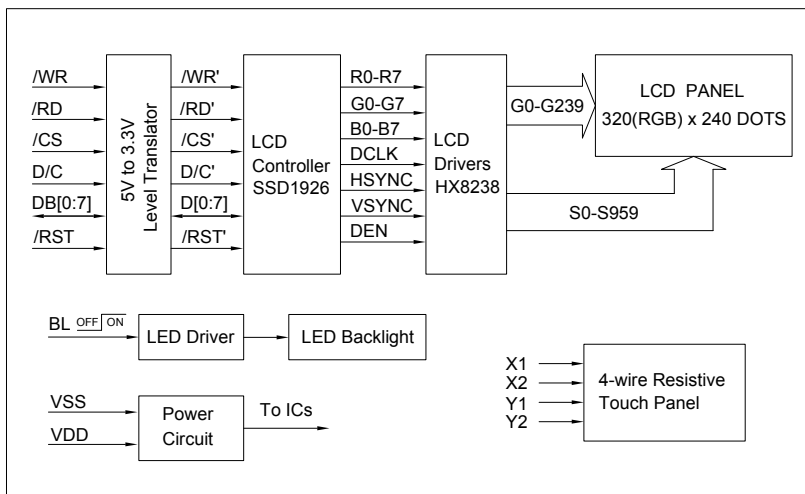 /WR
/RD
/CS
D/C
DB[0:7]
/RST
5V to 3.3V
Level Translator
/WR'
/RD'
/CS'
D/C'
D[0:7]
/RST'
LCD
Controller
SSD1926
R0-R7
G0-G7
B0-B7
DCLK
HSYNC
VSYNC
DEN
LCD
Drivers
HX8238
G0-G239
S0-S959
LCD PANEL
320(RGB) x 240 DOTS
BL OFF ON
LED Driver
LED Backlight
VSS
VDD
Power
Circuit
To ICs
X1
X2
Y1
Y2
4-wire Resistive
Touch Panel